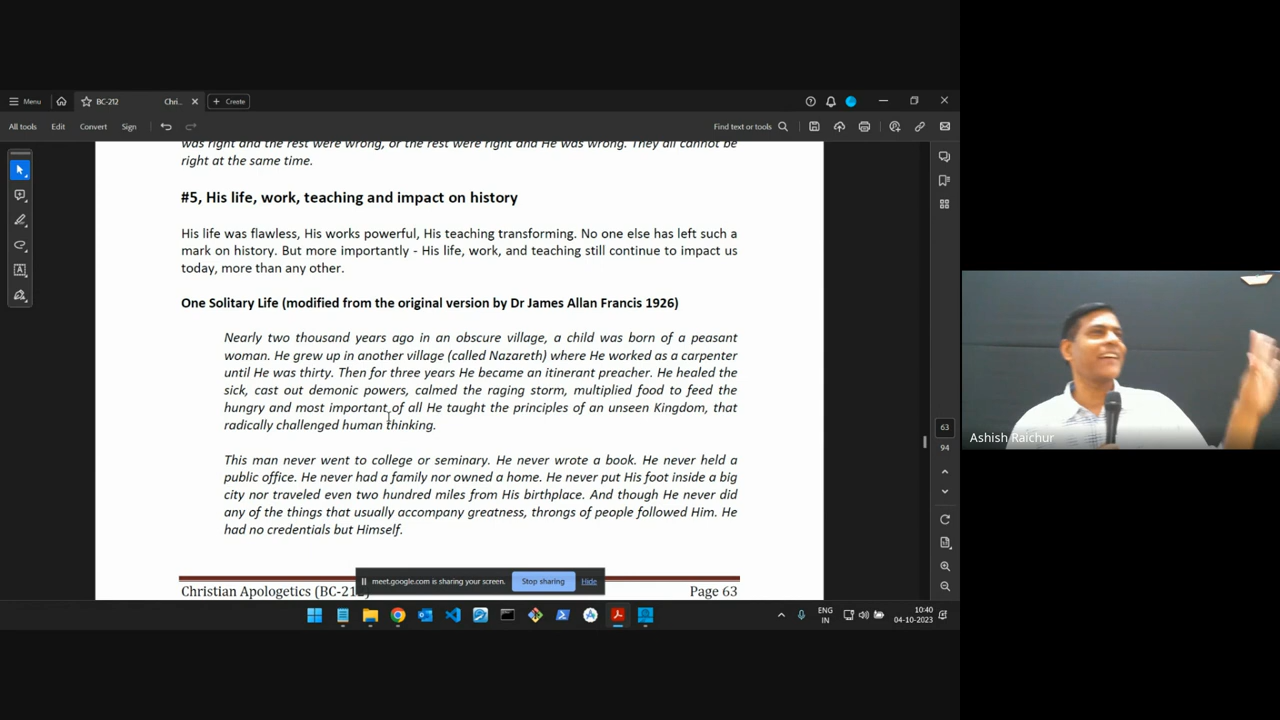 Menu
BC-212
Chri...
Create
All tools
Edit
Convert
Sign
Find text or tools
was right and the rest were wrong, or the rest were right and He was wrong. They all cannot be
right at the same time.
#5, His life, work, teaching and impact on history
His life was flawless, His works powerful, His teaching transforming. No one else has left such a
mark on history. But more importantly - His life, work, and teaching still continue to impact us
today, more than any other.
One Solitary Life (modified from the original version by Dr James Allan Francis 1926)
Nearly two thousand years ago in an obscure village, a child was born of a peasant
woman. He grew up in another village (called Nazareth) where He worked as a carpenter
until He was thirty. Then for three years He became an itinerant preacher. He healed the
sick, cast out demonic powers, calmed the raging storm, multiplied food to feed the
hungry and most important of all He taught the principles of an unseen Kingdom, that
radically challenged human thinking.
This man never went to college or seminary. He never wrote a book. He never held a
public office. He never had a family nor owned a home. He never put His foot inside a big
city nor traveled even two hundred miles from His birthplace. And though He never did
any of the things that usually accompany greatness, throngs of people followed Him. He
had no credentials but Himself.
Christian Apologetics (BC-212)
Page 63
meet.google.com is sharing your screen.
Stop sharing
Hide
63
94
ENG
IN
10:40
04-10-2023
Ashish Raichur